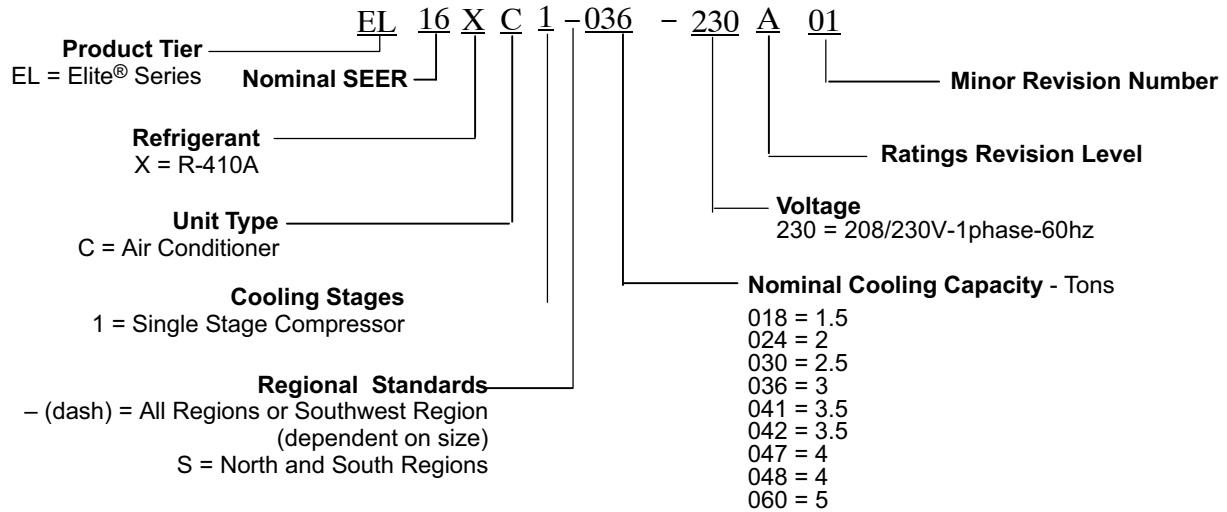 EL 16 X C 1 – 036 – 230 A 01
Product Tier
EL = Elite® Series
Nominal SEER
Minor Revision Number
Refrigerant
X = R-410A
Ratings Revision Level
Unit Type
C = Air Conditioner
Voltage
230 = 208/230V-1phase-60hz
Cooling Stages
1 = Single Stage Compressor
Nominal Cooling Capacity - Tons
018 = 1.5
024 = 2
030 = 2.5
036 = 3
041 = 3.5
042 = 3.5
047 = 4
048 = 4
060 = 5
Regional Standards
– (dash) = All Regions or Southwest Region
(dependent on size)
S = North and South Regions